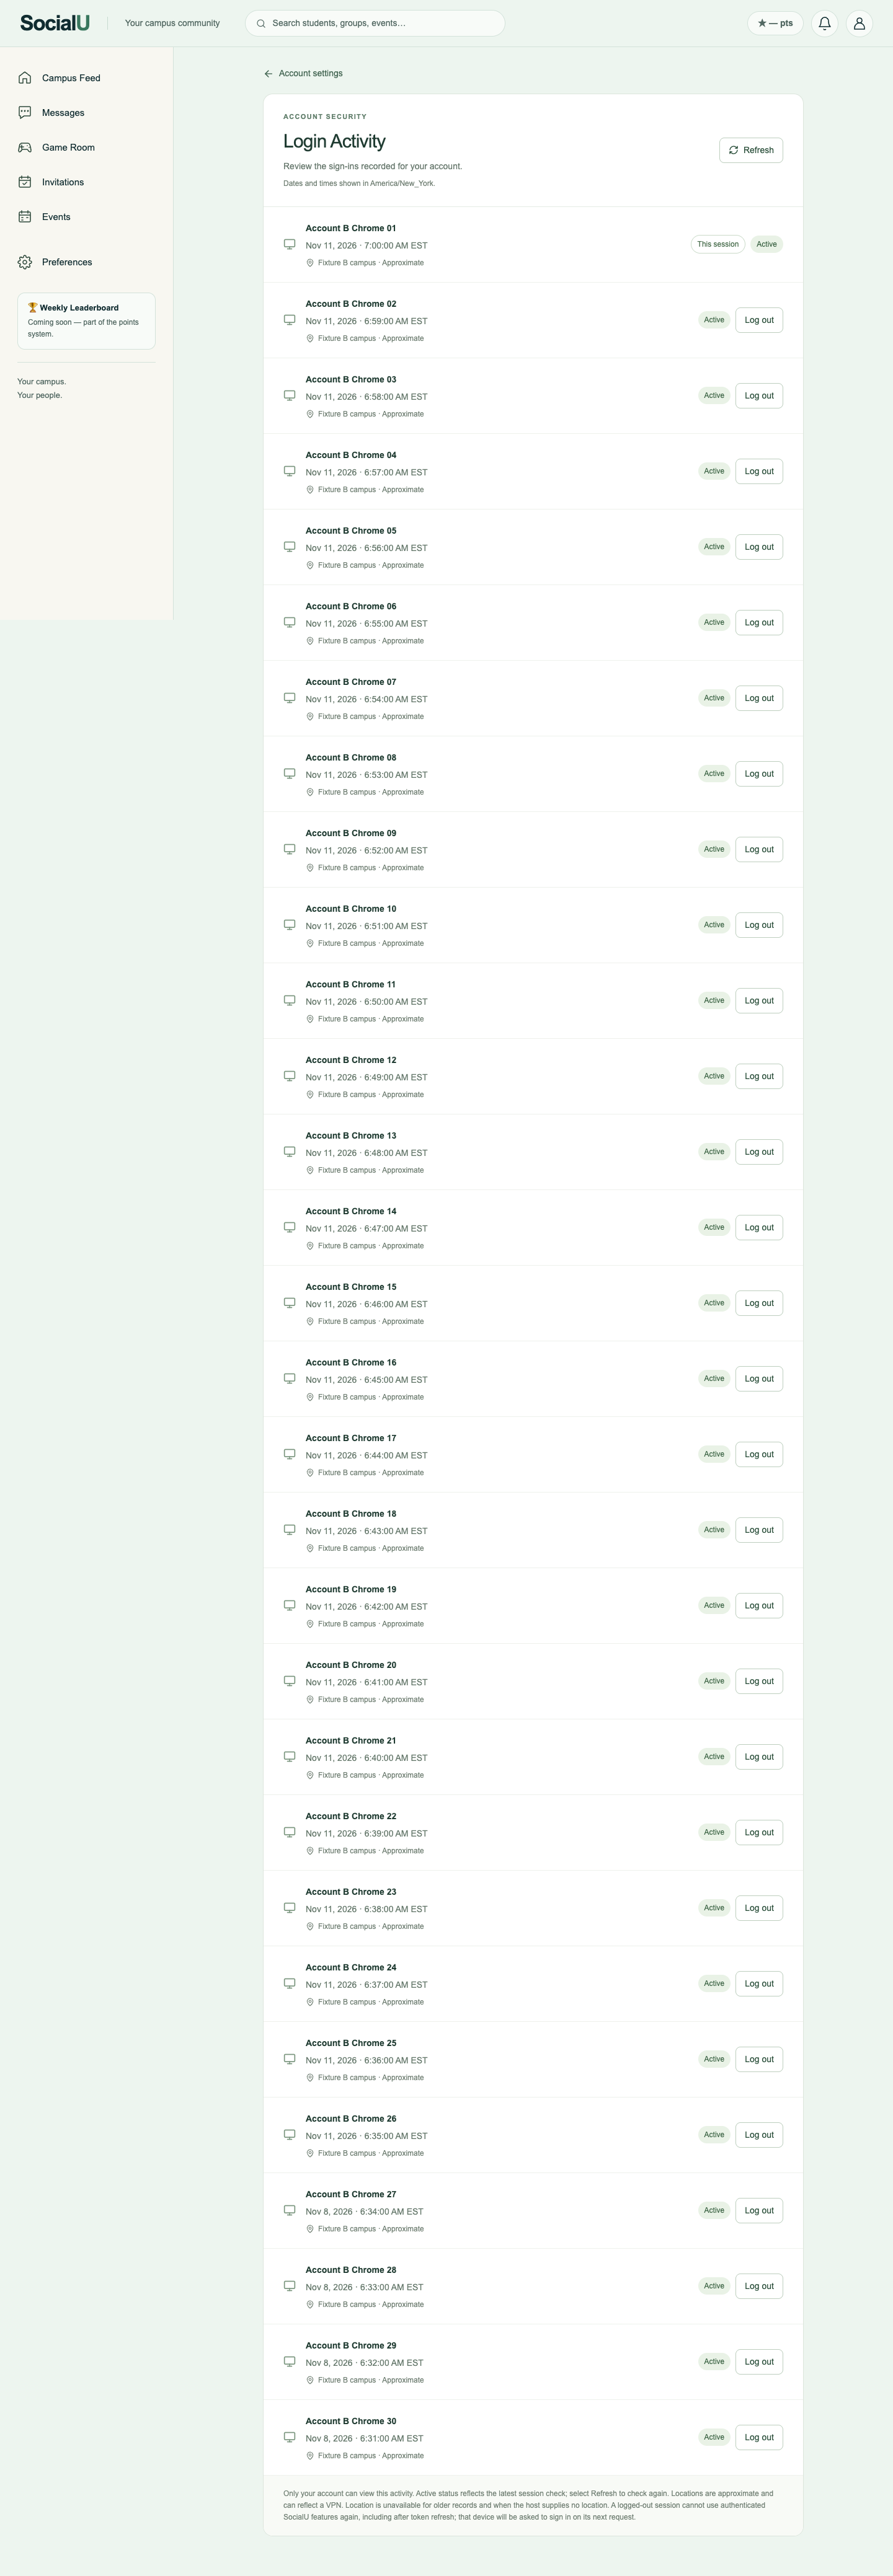 SocialU
Your campus community
Search students, groups, events…
★ — pts
Campus Feed
Messages
Game Room
Invitations
Events
Preferences
🏆 Weekly Leaderboard
Coming soon — part of the points
system.
Your campus.
Your people.
Account settings
ACCOUNT SECURITY
Login Activity
Review the sign-ins recorded for your account.
Dates and times shown in America/New_York.
Refresh
Account B Chrome 01
Nov 11, 2026 · 7:00:00 AM EST
Fixture B campus · Approximate
This session Active
Account B Chrome 02
Nov 11, 2026 · 6:59:00 AM EST
Fixture B campus · Approximate
Active Log out
Account B Chrome 03
Nov 11, 2026 · 6:58:00 AM EST
Fixture B campus · Approximate
Active Log out
Account B Chrome 04
Nov 11, 2026 · 6:57:00 AM EST
Fixture B campus · Approximate
Active Log out
Account B Chrome 05
Nov 11, 2026 · 6:56:00 AM EST
Fixture B campus · Approximate
Active Log out
Account B Chrome 06
Nov 11, 2026 · 6:55:00 AM EST
Fixture B campus · Approximate
Active Log out
Account B Chrome 07
Nov 11, 2026 · 6:54:00 AM EST
Fixture B campus · Approximate
Active Log out
Account B Chrome 08
Nov 11, 2026 · 6:53:00 AM EST
Fixture B campus · Approximate
Active Log out
Account B Chrome 09
Nov 11, 2026 · 6:52:00 AM EST
Fixture B campus · Approximate
Active Log out
Account B Chrome 10
Nov 11, 2026 · 6:51:00 AM EST
Fixture B campus · Approximate
Active Log out
Account B Chrome 11
Nov 11, 2026 · 6:50:00 AM EST
Fixture B campus · Approximate
Active Log out
Account B Chrome 12
Nov 11, 2026 · 6:49:00 AM EST
Fixture B campus · Approximate
Active Log out
Account B Chrome 13
Nov 11, 2026 · 6:48:00 AM EST
Fixture B campus · Approximate
Active Log out
Account B Chrome 14
Nov 11, 2026 · 6:47:00 AM EST
Fixture B campus · Approximate
Active Log out
Account B Chrome 15
Nov 11, 2026 · 6:46:00 AM EST
Fixture B campus · Approximate
Active Log out
Account B Chrome 16
Nov 11, 2026 · 6:45:00 AM EST
Fixture B campus · Approximate
Active Log out
Account B Chrome 17
Nov 11, 2026 · 6:44:00 AM EST
Fixture B campus · Approximate
Active Log out
Account B Chrome 18
Nov 11, 2026 · 6:43:00 AM EST
Fixture B campus · Approximate
Active Log out
Account B Chrome 19
Nov 11, 2026 · 6:42:00 AM EST
Fixture B campus · Approximate
Active Log out
Account B Chrome 20
Nov 11, 2026 · 6:41:00 AM EST
Fixture B campus · Approximate
Active Log out
Account B Chrome 21
Nov 11, 2026 · 6:40:00 AM EST
Fixture B campus · Approximate
Active Log out
Account B Chrome 22
Nov 11, 2026 · 6:39:00 AM EST
Fixture B campus · Approximate
Active Log out
Account B Chrome 23
Nov 11, 2026 · 6:38:00 AM EST
Fixture B campus · Approximate
Active Log out
Account B Chrome 24
Nov 11, 2026 · 6:37:00 AM EST
Fixture B campus · Approximate
Active Log out
Account B Chrome 25
Nov 11, 2026 · 6:36:00 AM EST
Fixture B campus · Approximate
Active Log out
Account B Chrome 26
Nov 11, 2026 · 6:35:00 AM EST
Fixture B campus · Approximate
Active Log out
Account B Chrome 27
Nov 8, 2026 · 6:34:00 AM EST
Fixture B campus · Approximate
Active Log out
Account B Chrome 28
Nov 8, 2026 · 6:33:00 AM EST
Fixture B campus · Approximate
Active Log out
Account B Chrome 29
Nov 8, 2026 · 6:32:00 AM EST
Fixture B campus · Approximate
Active Log out
Account B Chrome 30
Nov 8, 2026 · 6:31:00 AM EST
Fixture B campus · Approximate
Active Log out
Only your account can view this activity. Active status reflects the latest session check; select Refresh to check again. Locations are approximate and
can reflect a VPN. Location is unavailable for older records and when the host supplies no location. A logged-out session cannot use authenticated
SocialU features again, including after token refresh; that device will be asked to sign in on its next request.